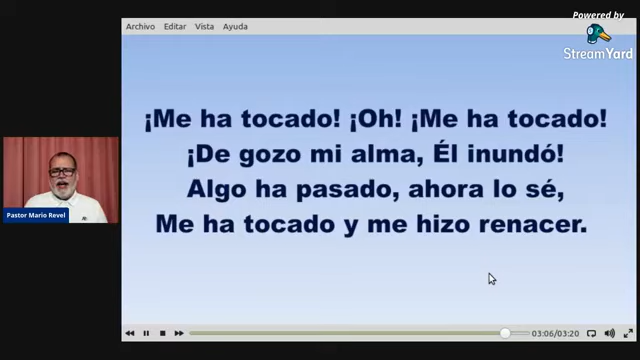 Powered by
StreamYard
Archivo Editar Vista Ayuda
¡Me ha tocado! ¡Oh! ¡Me ha tocado!
¡De gozo mi alma, Él inundó!
Algo ha pasado, ahora lo sé,
Me ha tocado y me hizo renacer.
Pastor Mario Revel
03:06/03:20